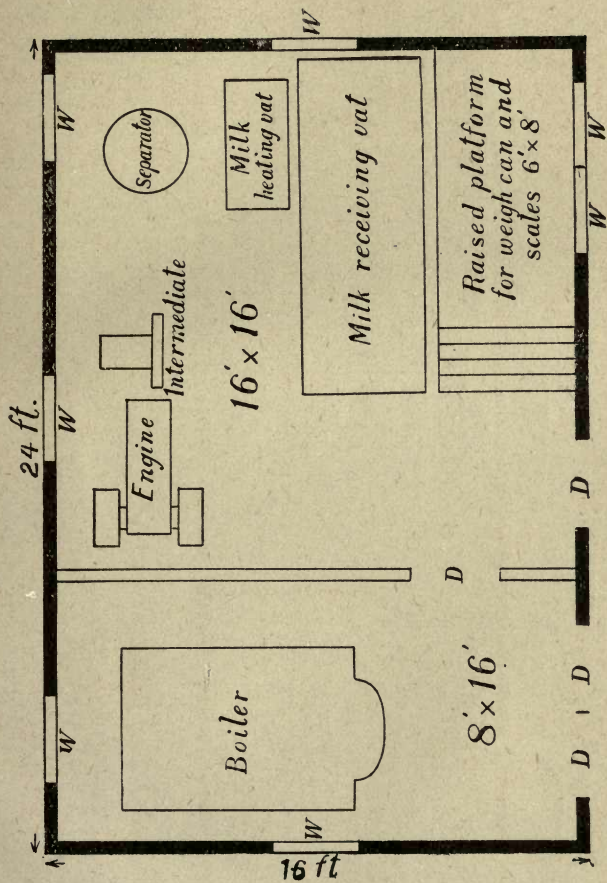 24 ft.
W
W
W
W
W
W
W
16 ft
Boiler
8' x 16'
D
D - D
D
Engine
Intermediate
16' x 16'
Separator
Milk
heating vat
Milk receiving vat
Raised platform
for weigh can and
scales 6' x 8'